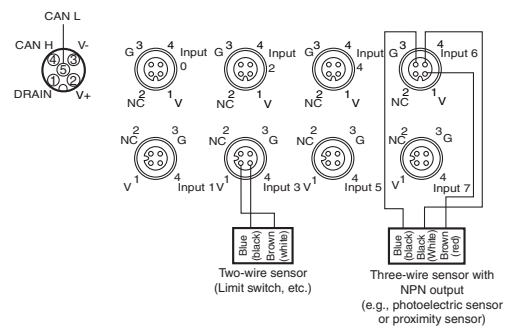 CAN L
CAN H
V-
4 3
5
1 2
DRAIN
V+
G 3 4 Input 0
2 NC 1 V
G 3 4 Input 2
2 NC 1 V
G 3 4 Input 4
2 NC 1 V
G 3 4 Input 6
2 NC 1 V
NC 2 3 G
V 1 4 Input 1
NC 2 3 G
V 1 4 Input 3
NC 2 3 G
V 1 4 Input 5
NC 2 3 G
V 1 4 Input 7
Blue
(black)
Brown
(white)
Two-wire sensor
(Limit switch, etc.)
Blue
(black)
Black
(White)
Brown
(red)
Three-wire sensor with
NPN output
(e.g., photoelectric sensor
or proximity sensor)